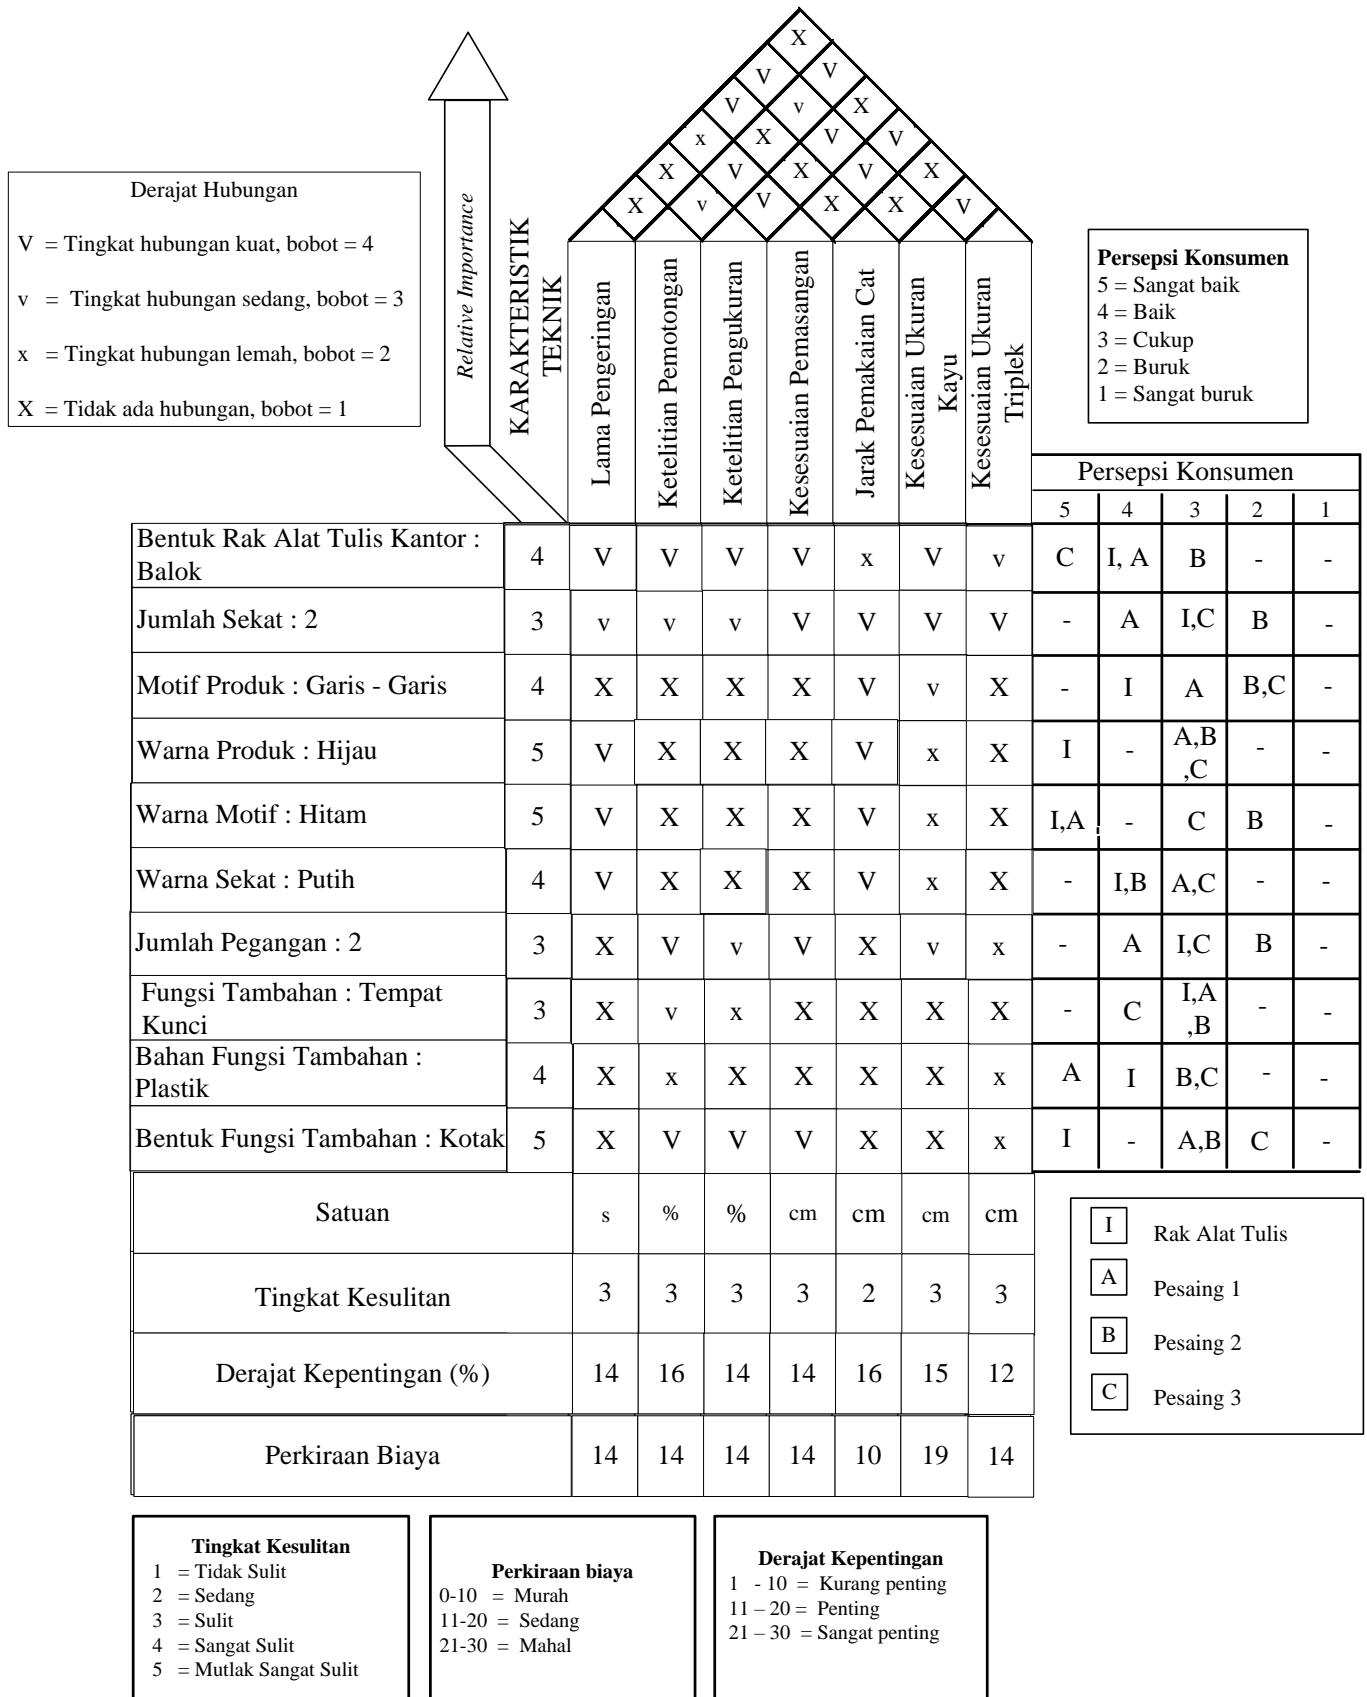 X
V V
V v X
x X V V
X V X V X
X v V X X V
Derajat Hubungan
V = Tingkat hubungan kuat, bobot = 4
v = Tingkat hubungan sedang, bobot = 3
x = Tingkat hubungan lemah, bobot = 2
X = Tidak ada hubungan, bobot = 1
Relative Importance
KARAKTERISTIK
TEKNIK
Lama Pengeringan
Ketelitian Pemotongan
Ketelitian Pengukuran
Kesesuaian Pemasangan
Jarak Pemakaian Cat
Kesesuaian Ukuran
Kayu
Kesesuaian Ukuran
Triplek
Persepsi Konsumen
5 = Sangat baik
4 = Baik
3 = Cukup
2 = Buruk
1 = Sangat buruk
Persepsi Konsumen
5 4 3 2 1
Bentuk Rak Alat Tulis Kantor :
Balok
4 V V V V x V v C I, A B - -
Jumlah Sekat : 2 3 v v v V V V V - A I,C B -
Motif Produk : Garis - Garis 4 X X X X V v X - I A B,C -
Warna Produk : Hijau 5 V X X X V x X I - A,B - -
,C
Warna Motif : Hitam 5 V X X X V x X I,A - C B -
Warna Sekat : Putih 4 V X X X V x X - I,B A,C - -
Jumlah Pegangan : 2 3 X V v V X v x - A I,C B -
Fungsi Tambahan : Tempat
Kunci
3 X v x X X X X - C I,A - -
,B
Bahan Fungsi Tambahan :
Plastik
4 X x X X X X x A I B,C - -
Bentuk Fungsi Tambahan : Kotak 5 X V V V X X x I - A,B C -
Satuan s % % cm cm cm cm
Tingkat Kesulitan 3 3 3 3 2 3 3
Derajat Kepentingan (%) 14 16 14 14 16 15 12
Perkiraan Biaya 14 14 14 14 10 19 14
I Rak Alat Tulis
A Pesaing 1
B Pesaing 2
C Pesaing 3
Tingkat Kesulitan
1 = Tidak Sulit
2 = Sedang
3 = Sulit
4 = Sangat Sulit
5 = Mutlak Sangat Sulit
Perkiraan biaya
0-10 = Murah
11-20 = Sedang
21-30 = Mahal
Derajat Kepentingan
1 - 10 = Kurang penting
11 – 20 = Penting
21 – 30 = Sangat penting